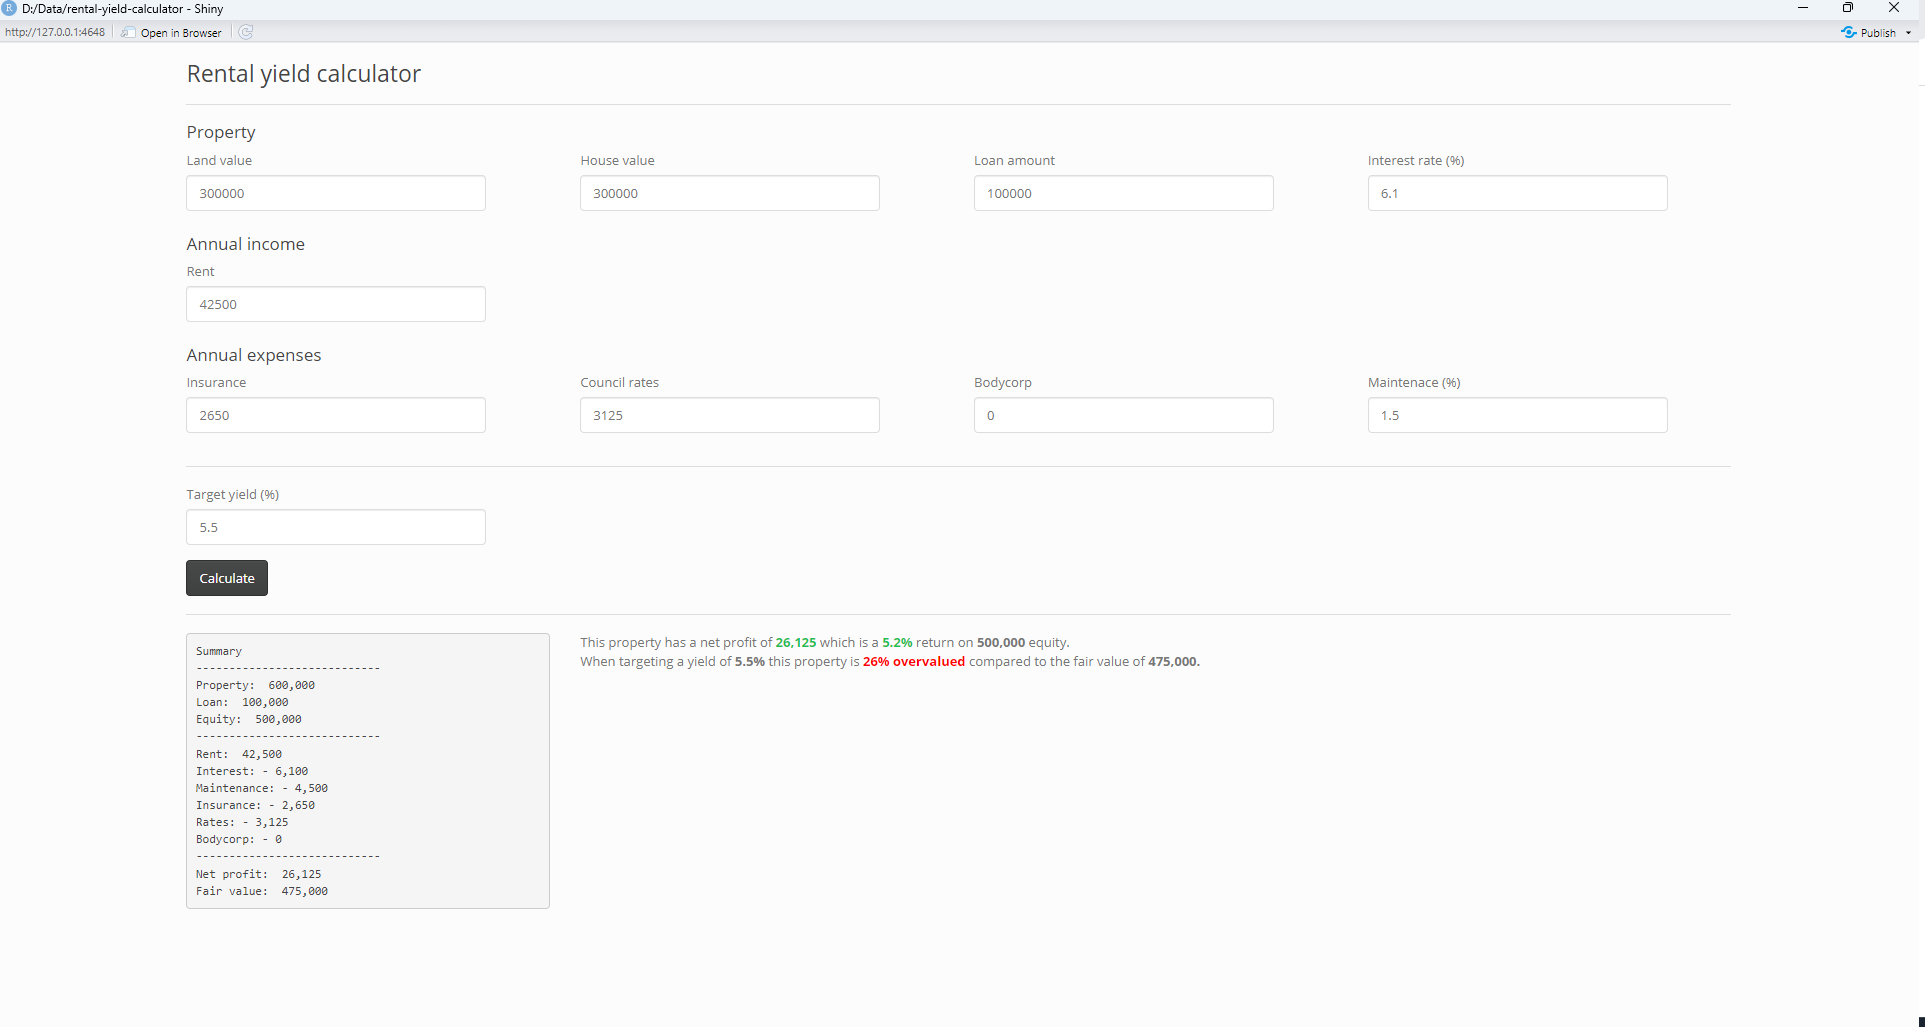 R D:/Data/rental-yield-calculator - Shiny
http://127.0.0.1:4648 Open in Browser Publish
Rental yield calculator
Property
Land value House value Loan amount Interest rate (%)
300000 300000 100000 6.1
Annual income
Rent
42500
Annual expenses
Insurance Council rates Bodycorp Maintenace (%)
2650 3125 0 1.5
Target yield (%)
5.5
Calculate
Summary
----------------------------
Property:  600,000
Loan:  100,000
Equity:  500,000
----------------------------
Rent:  42,500
Interest: - 6,100
Maintenance: - 4,500
Insurance: - 2,650
Rates: - 3,125
Bodycorp: - 0
----------------------------
Net profit:  26,125
Fair value:  475,000
This property has a net profit of 26,125 which is a 5.2% return on 500,000 equity.
When targeting a yield of 5.5% this property is 26% overvalued compared to the fair value of 475,000.